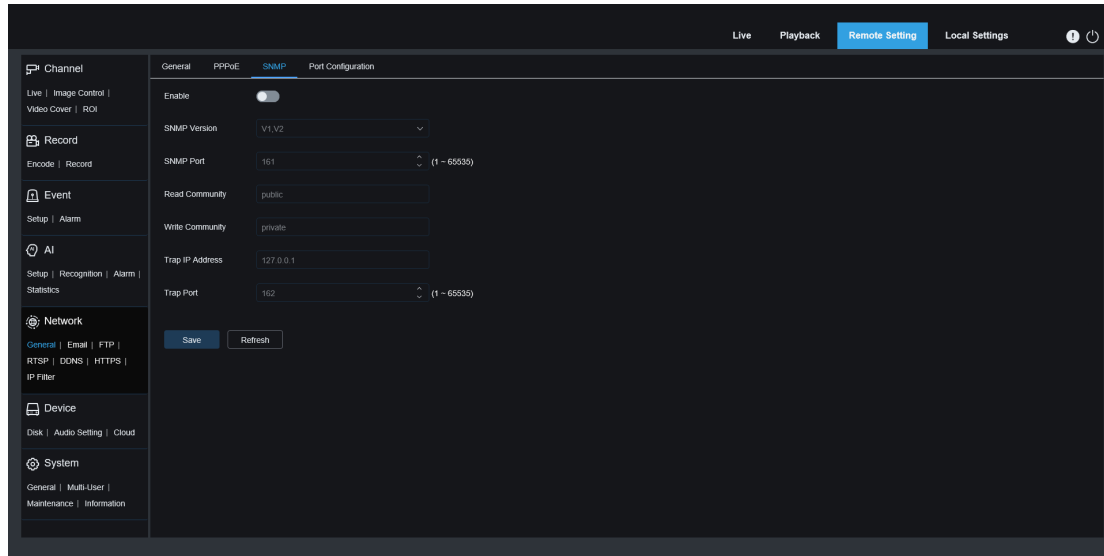 Live Playback Remote Setting Local Settings
Channel
Live | Image Control |
Video Cover | ROI
Record
Encode | Record
Event
Setup | Alarm
AI
Setup | Recognition | Alarm |
Statistics
Network
General | Email | FTP |
RTSP | DDNS | HTTPS |
IP Filter
Device
Disk | Audio Setting | Cloud
System
General | Multi-User |
Maintenance | Information
General PPPoE SNMP Port Configuration
Enable
SNMP Version V1,V2
SNMP Port 161 (1 ~ 65535)
Read Community public
Write Community private
Trap IP Address 127.0.0.1
Trap Port 162 (1 ~ 65535)
Save Refresh